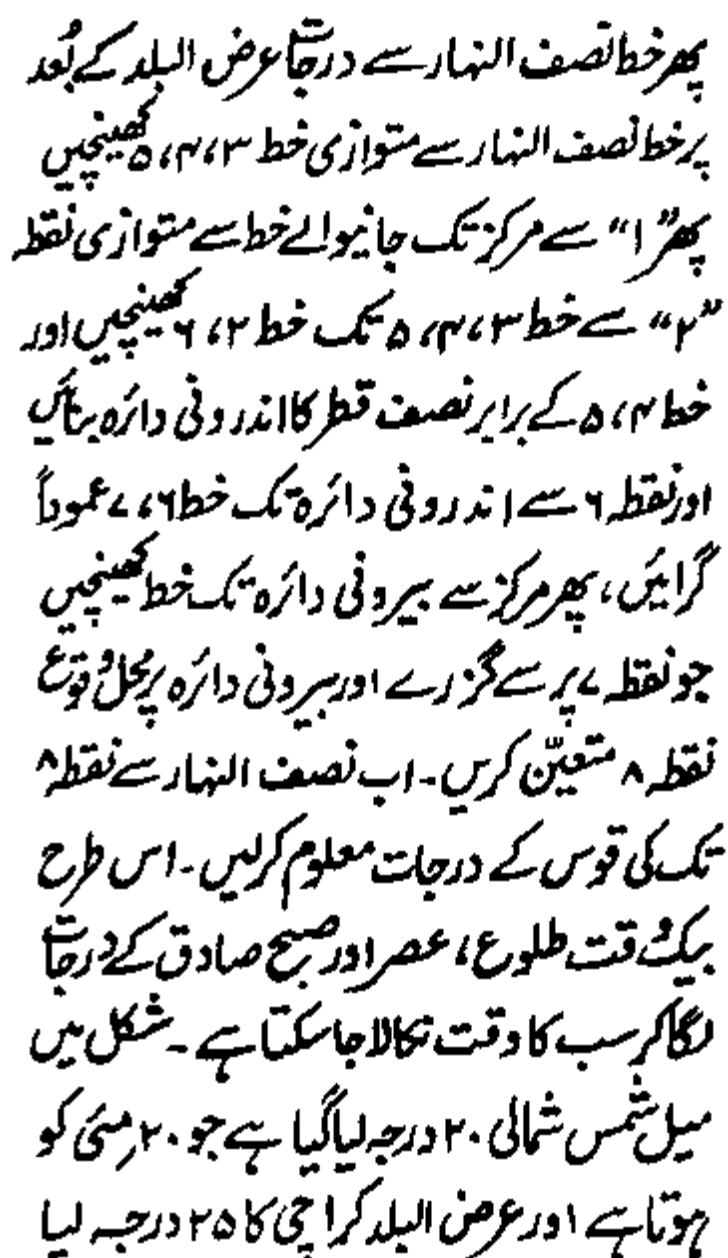 پھر خط نصف النہار سے درجات عرض البلد کے بُعد
پر خط نصف النہار سے متوازی خط ۳، ۴، ۵ کھینچیں
پھر ”۱“ سے مرکز تک جانیوالے خط سے متوازی نقطہ
”۲“ سے خط ۳، ۴، ۵ تک خط ۲، ۶ کھینچیں اور
خط ۴، ۵ کے برابر نصف قطر کا اندرونی دائرہ بنائیں
اور نقطہ ۶ سے اندرونی دائرہ تک خط ۶، ۷ عموداً
گرایئں، پھر مرکز سے بیرونی دائرہ تک خط کھینچیں
جو نقطہ ۷ پر سے گزرے اور بیرونی دائرہ پر محل وقوع
نقطہ ۸ متعیّن کریں۔ اب نصف النہار سے نقطہ ۸
تک کی قوس کے درجات معلوم کرلیں۔ اس طرح
بیک وقت طلوع، عصر اور صبح صادق کے درجات
لگاکر سب کا وقت نکالا جاسکتا ہے۔ شکل میں
میل شمس شمالی ۲۰ درجہ لیاگیا ہے جو ۲۰ مئی کو
ہوتا ہے اور عرض البلد کراچی کا ۲۵ درجہ لیا